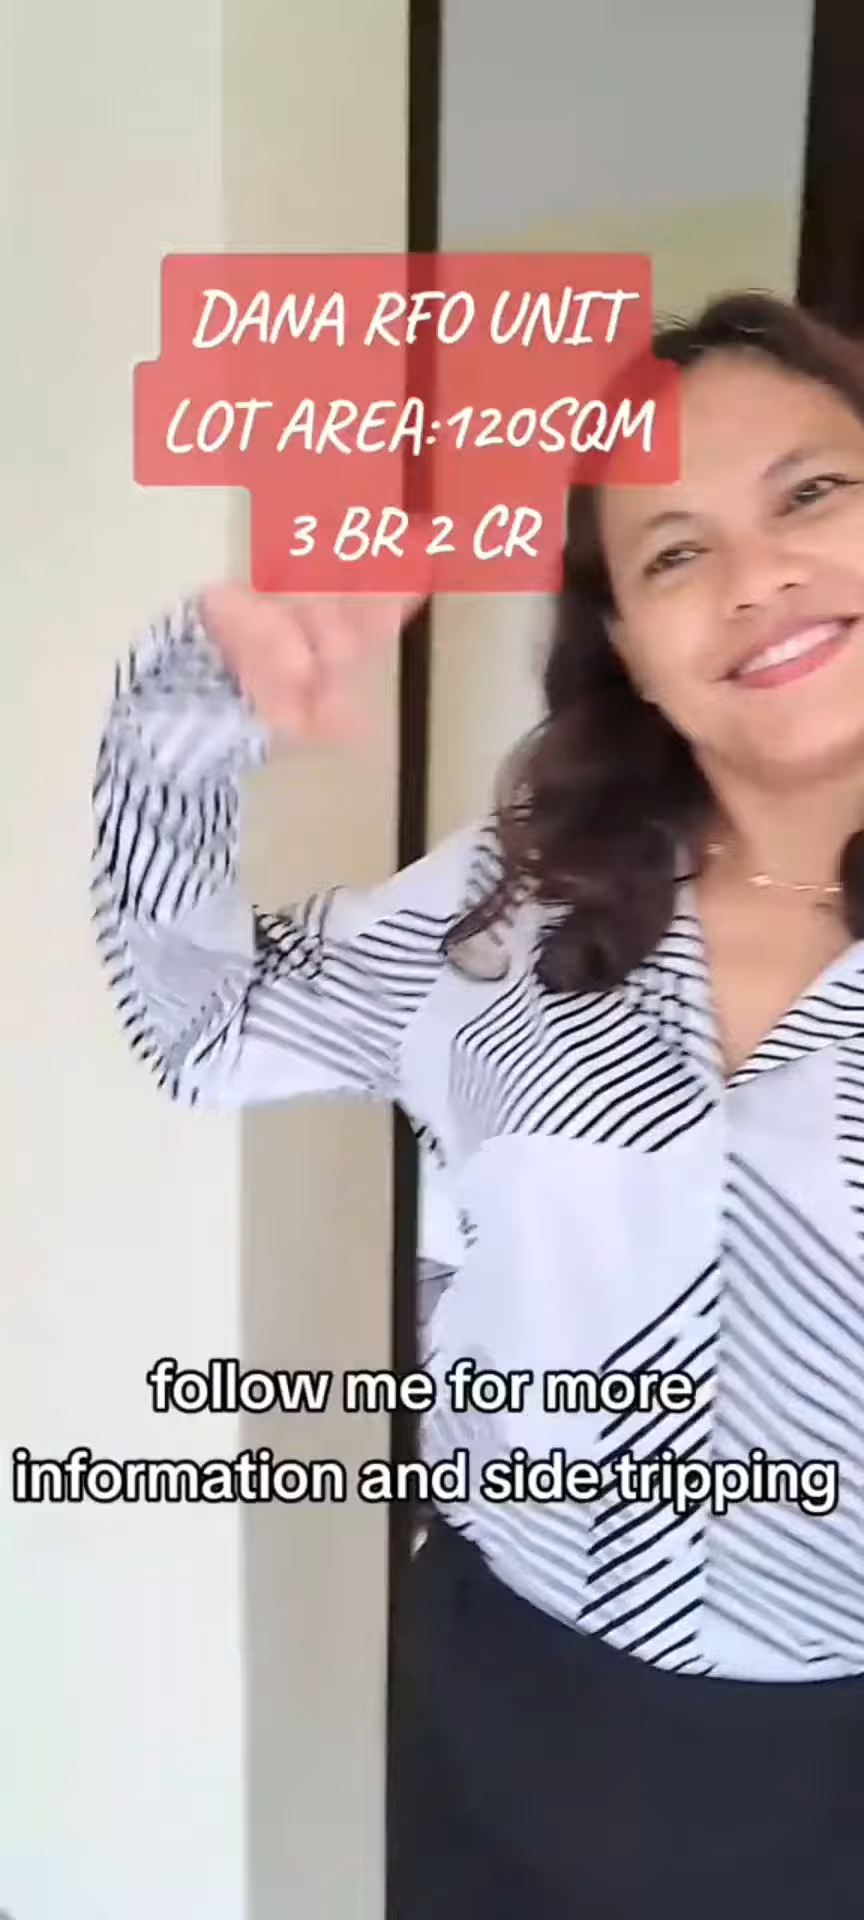 DANA RFO UNIT
LOT AREA:120SQM
3 BR 2 CR
follow me for more
information and side tripping